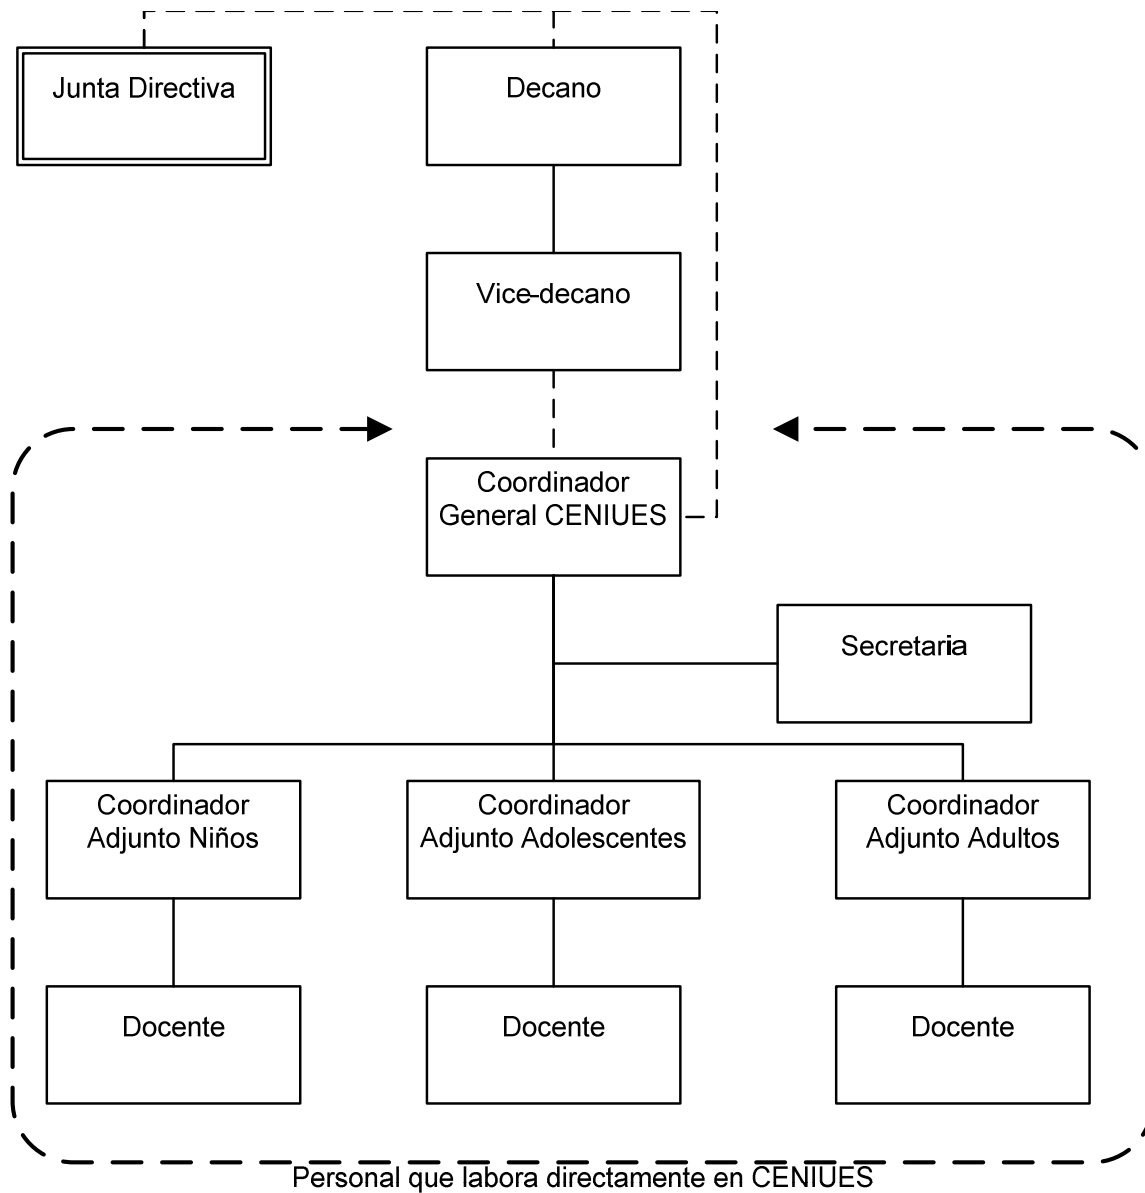 Junta Directiva
Decano
Vice-decano
Coordinador
General CENIUES
Secretaria
Coordinador
Adjunto Niños
Coordinador
Adjunto Adolescentes
Coordinador
Adjunto Adultos
Docente
Docente
Docente
Personal que labora directamente en CENIUES